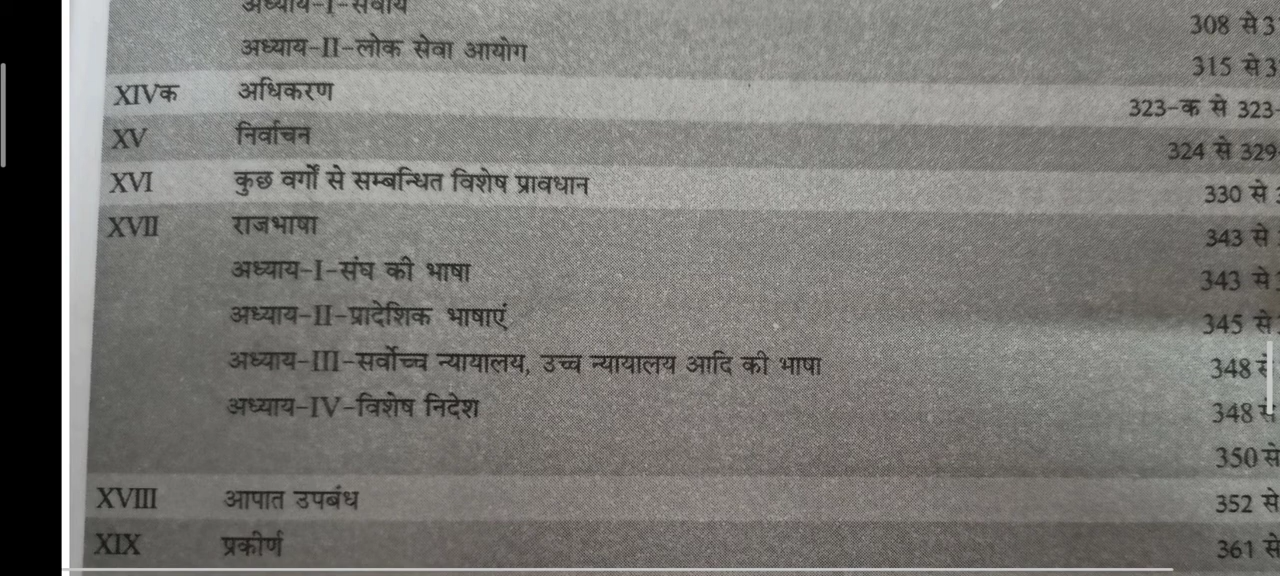 अध्याय-I-सेवायें
308 से 3
अध्याय-II-लोक सेवा आयोग 315 से 3
XIVक अधिकरण 323-क से 323-
XV निर्वाचन 324 से 329-
XVI कुछ वर्गों से सम्बन्धित विशेष प्रावधान 330 से
XVII राजभाषा 343 से
अध्याय-I-संघ की भाषा 343 से
अध्याय-II-प्रादेशिक भाषाएं 345 से
अध्याय-III-सर्वोच्च न्यायालय, उच्च न्यायालय आदि की भाषा 348 से
अध्याय-IV-विशेष निदेश 348 से
350 से
XVIII आपात उपबंध 352 से
XIX प्रकीर्ण 361 से